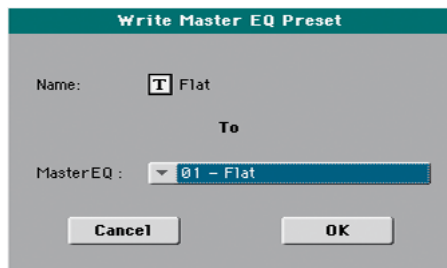 Write Master EQ Preset
Name: T Flat
To
MasterEQ : 01 - Flat
Cancel OK